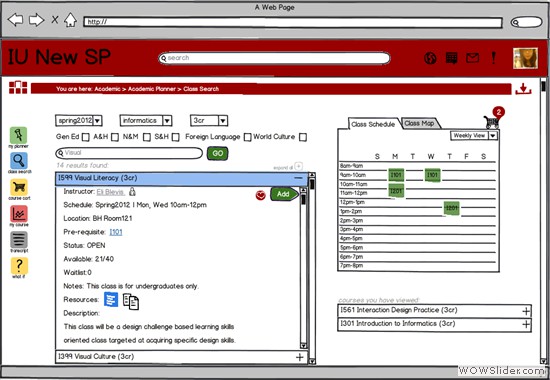 A Web Page
http://
IU New SP
search
You are here: Academic > Academic Planner > Class Search
spring2012 informatics 3cr
Gen Ed A&H N&M S&H Foreign Language World Culture
Visual GO
14 results found: expand all
I599 Visual Literacy (3cr)
Instructor: Eli Blevis Add
Schedule: Spring2012 | Mon, Wed 10am-12pm
Location: BH Room121
Pre-requisite: I101
Status: OPEN
Available: 21/40
Waitlist:0
Notes: This class is for undergraduates only.
Resources:
Description:
This class will be a design challenge based learning skills
oriented class targeted at acquiring specific design skills.
I399 Visual Culture (3cr)
my planner
class search
course cart
my course
transcript
what if
2
Class Schedule Class Map
Weekly View
S M T W T F S
8am-9am
9am-10am I101 I101
10am-11am
11am-12pm I201
12pm-1pm
1pm-2pm I201
2pm-3pm
3pm-4pm
4pm-5pm
5pm-6pm
6pm-7pm
7pm-8pm
courses you have viewed:
I561 Interaction Design Practice (3cr)
I301 Introduction to Informatics (3cr)
WOWSlider.com